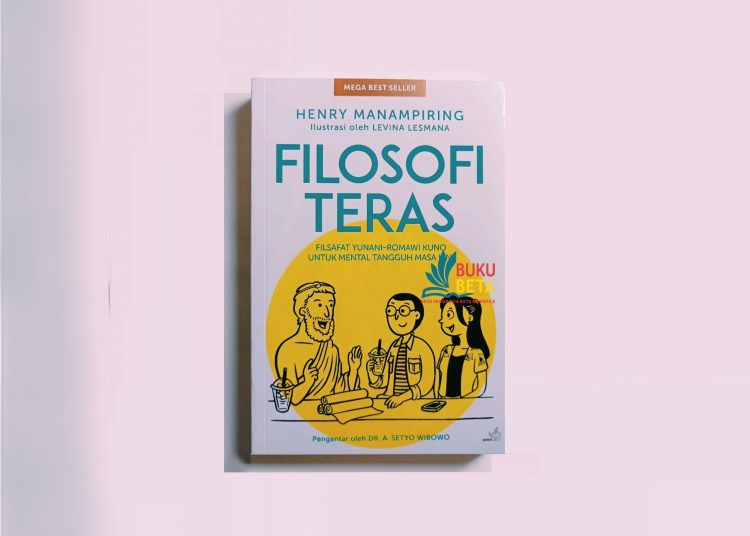 MEGA BEST SELLER
HENRY MANAMPIRING
Ilustrasi oleh LEVINA LESMANA
FILOSOFI
TERAS
FILSAFAT YUNANI-ROMAWI KUNO
UNTUK MENTAL TANGGUH MASA
BUKU
BETA
Pengantar oleh DR. A. SETYO WIBOWO